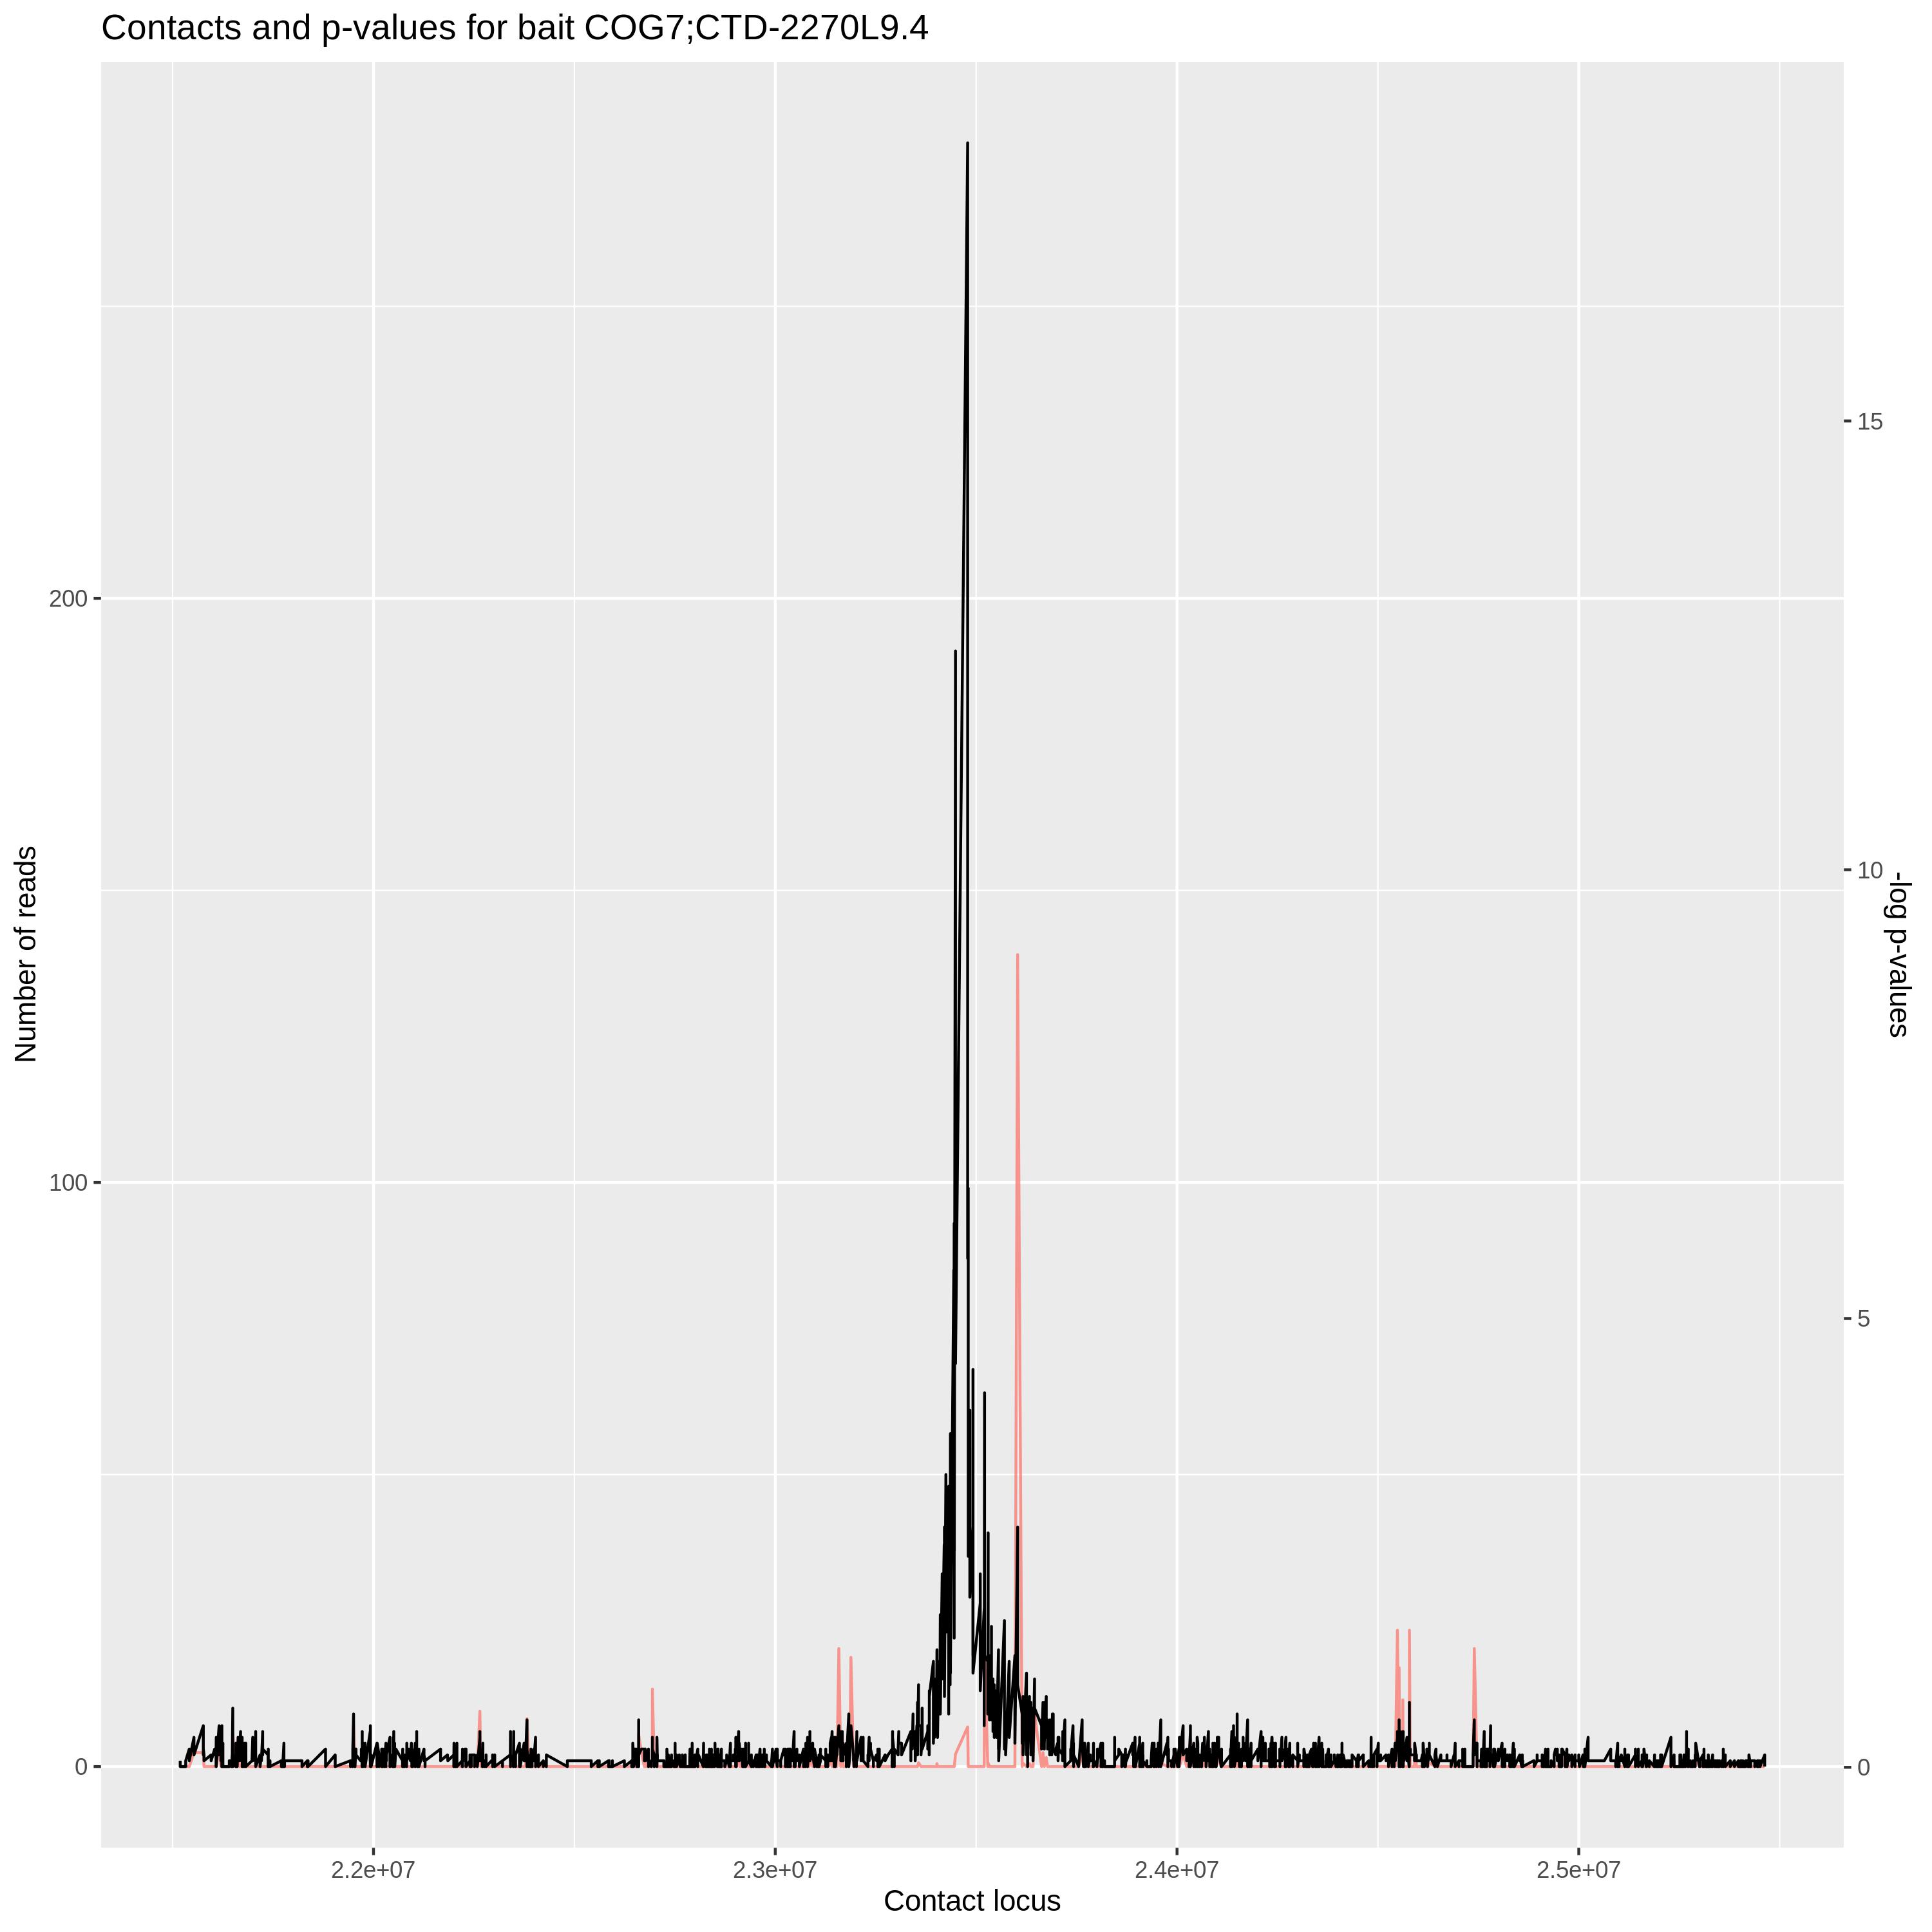 Contacts and p-values for bait COG7;CTD-2270L9.4
200
100
0
Number of reads
15
10
5
0
-log p-values
2.2e+07
2.3e+07
2.4e+07
2.5e+07
Contact locus